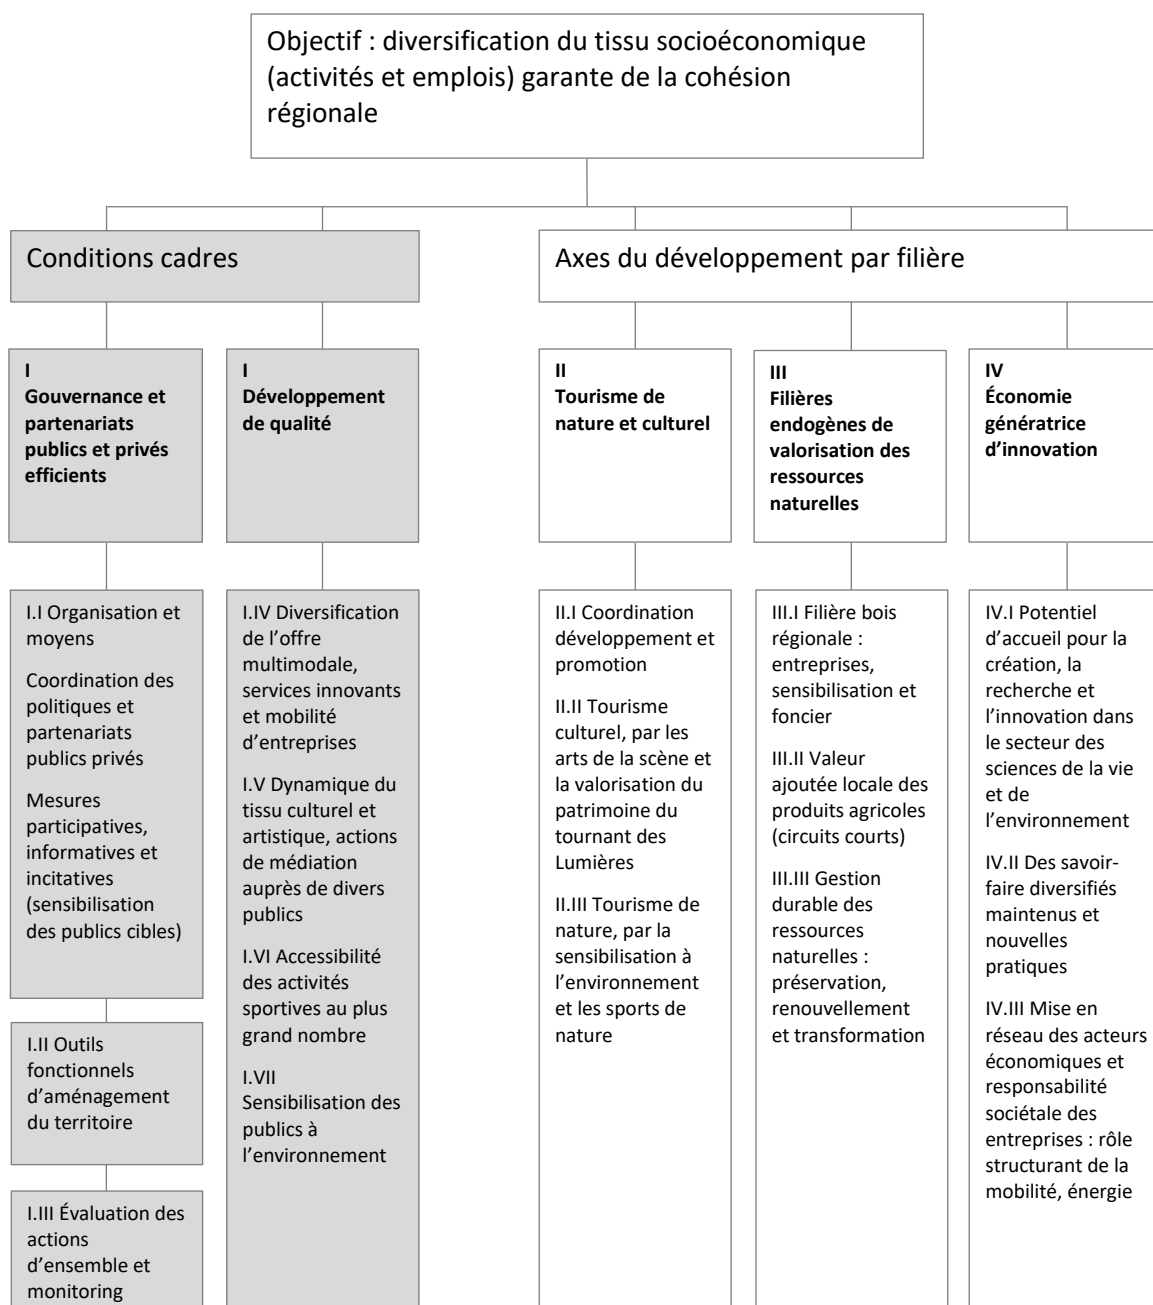 Objectif : diversification du tissu socioéconomique
(activités et emplois) garante de la cohésion
régionale
Conditions cadres
Axes du développement par filière
I
Gouvernance et
partenariats
publics et privés
efficients
I
Développement
de qualité
II
Tourisme de
nature et culturel
III
Filières
endogènes de
valorisation des
ressources
naturelles
IV
Économie
génératrice
d’innovation
I.I Organisation et
moyens
Coordination des
politiques et
partenariats
publics privés
Mesures
participatives,
informatives et
incitatives
(sensibilisation
des publics cibles)
I.II Outils
fonctionnels
d’aménagement
du territoire
I.III Évaluation des
actions
d’ensemble et
monitoring
I.IV Diversification
de l’offre
multimodale,
services innovants
et mobilité
d’entreprises
I.V Dynamique du
tissu culturel et
artistique, actions
de médiation
auprès de divers
publics
I.VI Accessibilité
des activités
sportives au plus
grand nombre
I.VII
Sensibilisation des
publics à
l’environnement
II.I Coordination
développement et
promotion
II.II Tourisme
culturel, par les
arts de la scène et
la valorisation du
patrimoine du
tournant des
Lumières
II.III Tourisme de
nature, par la
sensibilisation à
l’environnement
et les sports de
nature
III.I Filière bois
régionale :
entreprises,
sensibilisation et
foncier
III.II Valeur
ajoutée locale des
produits agricoles
(circuits courts)
III.III Gestion
durable des
ressources
naturelles :
préservation,
renouvellement
et transformation
IV.I Potentiel
d’accueil pour la
création, la
recherche et
l’innovation dans
le secteur des
sciences de la vie
et de
l’environnement
IV.II Des savoir-
faire diversifiés
maintenus et
nouvelles
pratiques
IV.III Mise en
réseau des acteurs
économiques et
responsabilité
sociétale des
entreprises : rôle
structurant de la
mobilité, énergie